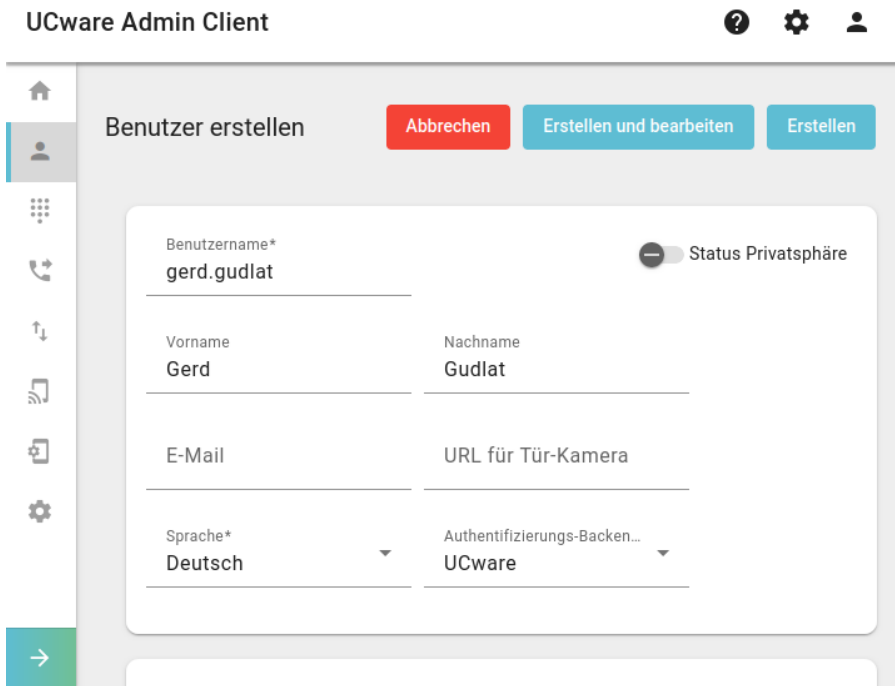 UCware Admin Client
Benutzer erstellen
Abbrechen
Erstellen und bearbeiten
Erstellen
Benutzername*
gerd.gudlat
Status Privatsphäre
Vorname
Gerd
Nachname
Gudlat
E-Mail
URL für Tür-Kamera
Sprache*
Deutsch
Authentifizierungs-Backen...
UCware